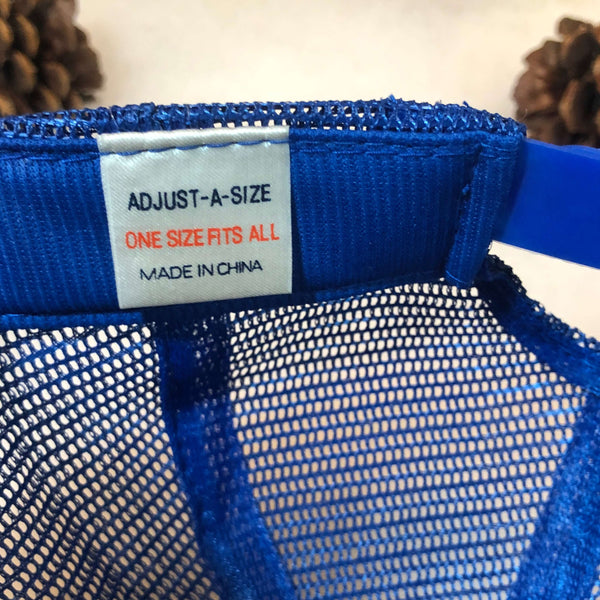 ADJUST-A-SIZE
ONE SIZE FITS ALL
MADE IN CHINA